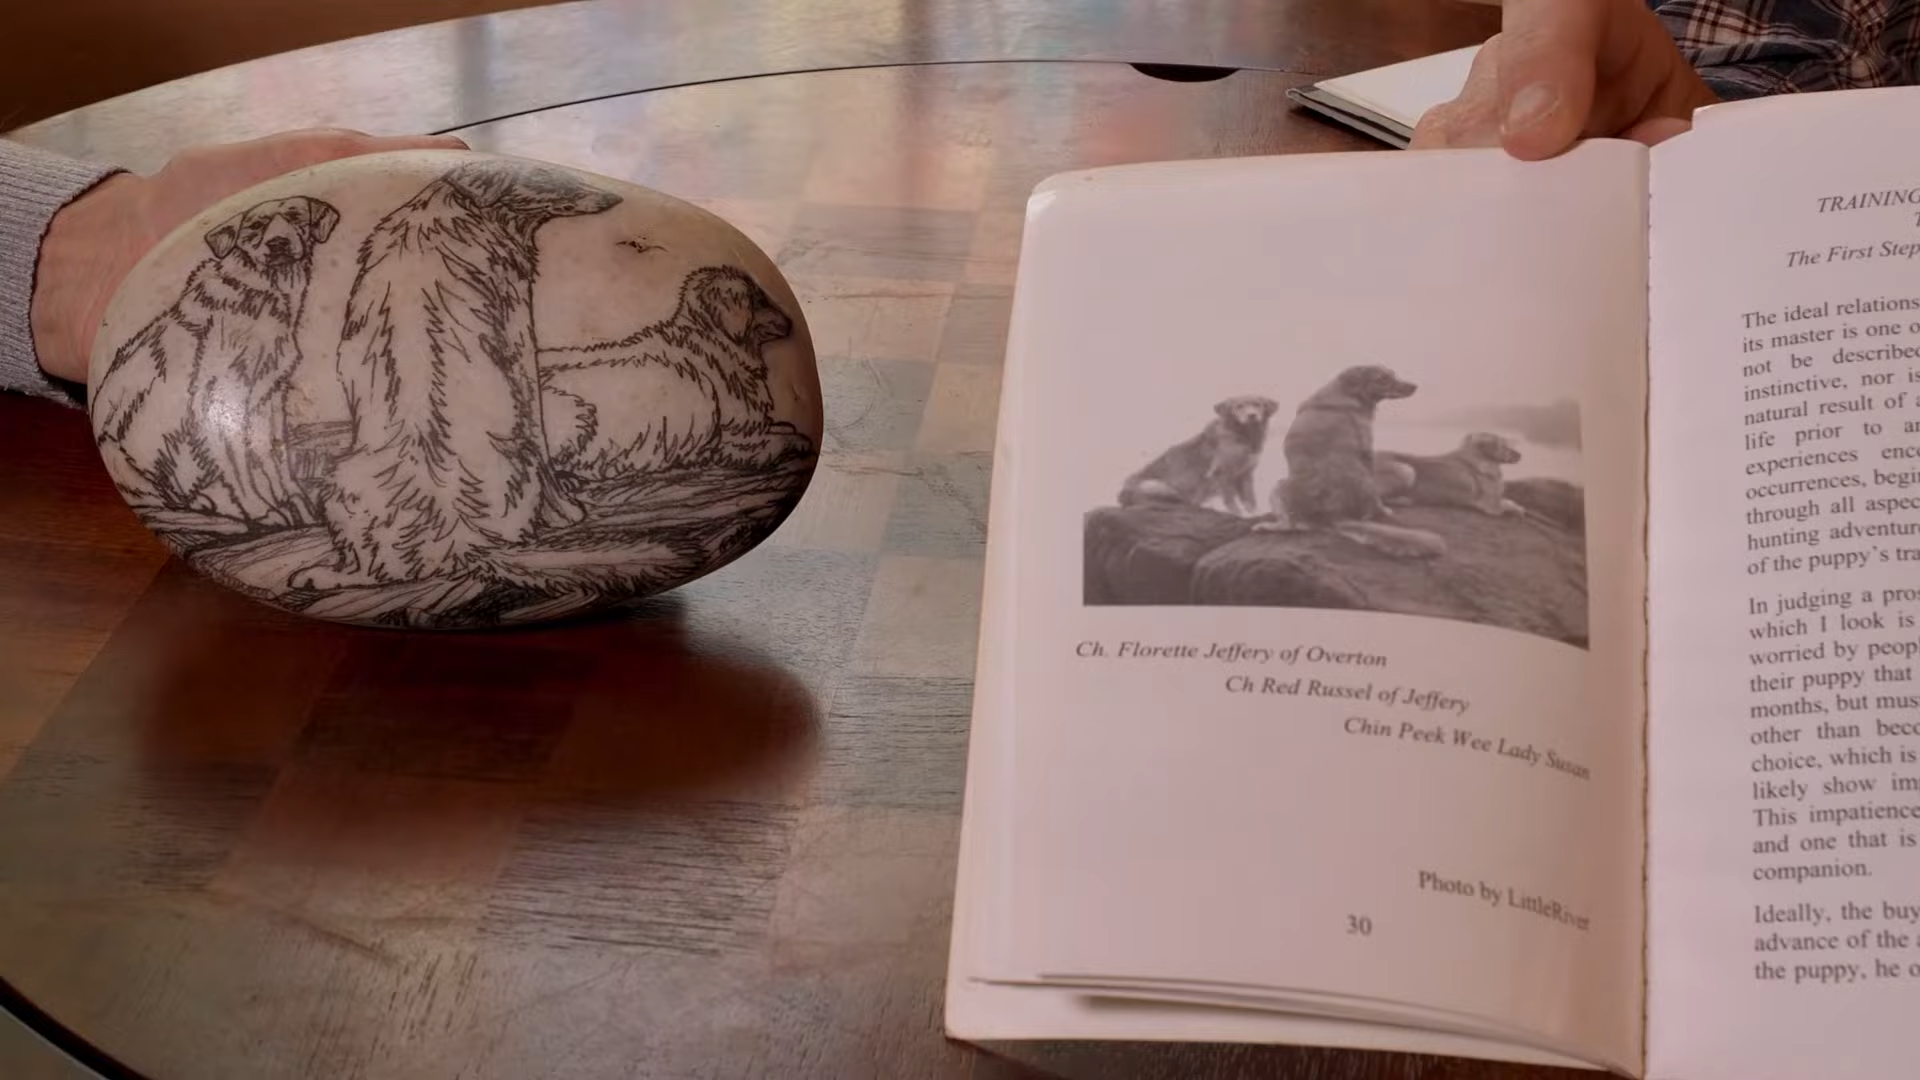 Ch. Florette Jeffery of Overton
Ch Red Russel of Jeffery
Chin Peek Wee Lady Susan
Photo by LittleRiver
30
TRAINING
T
The First Step
The ideal relations
its master is one o
not be described
instinctive, nor is
natural result of a
life prior to an
experiences enc
occurrences, begin
through all aspec
hunting adventur
of the puppy's tra
In judging a pros
which I look is
worried by peopl
their puppy that
months, but mus
other than beco
choice, which is
likely show im
This impatience
and one that is
companion.
Ideally, the buy
advance of the a
the puppy, he o